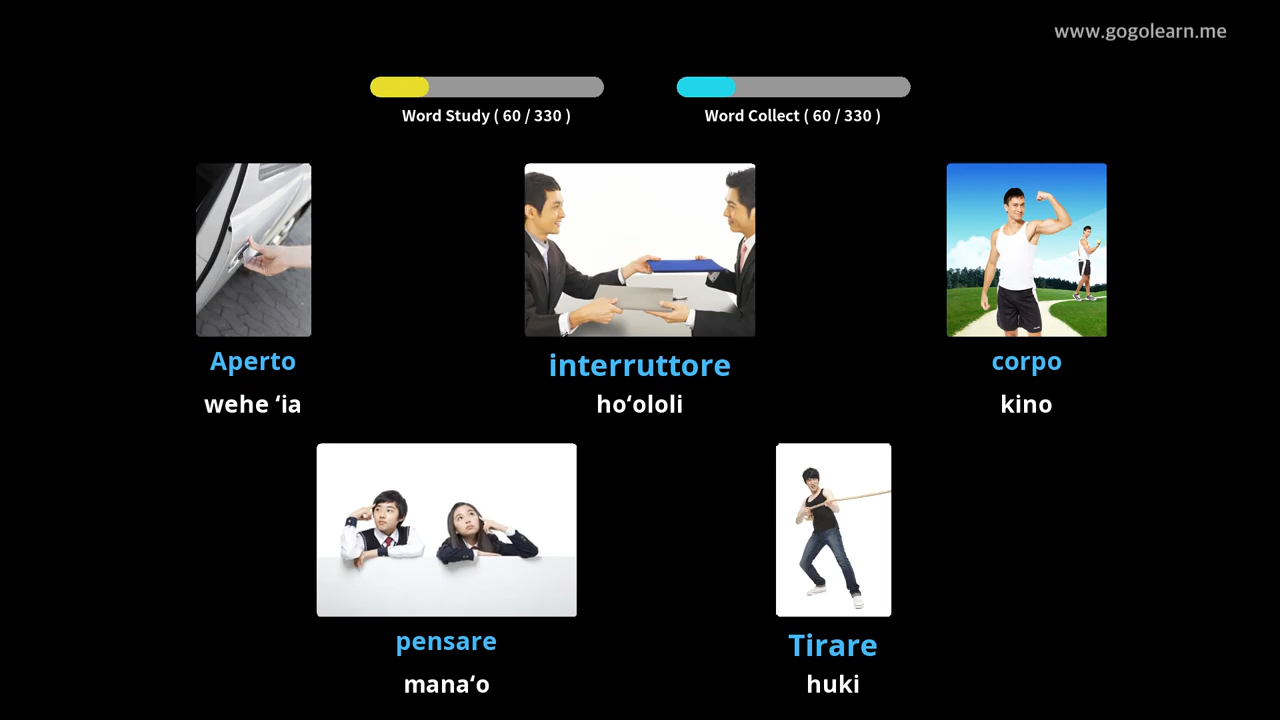 www.gogolearn.me
Word Study ( 60 / 330 )
Word Collect ( 60 / 330 )
Aperto
wehe ʻia
interruttore
hoʻololi
corpo
kino
pensare
manaʻo
Tirare
huki